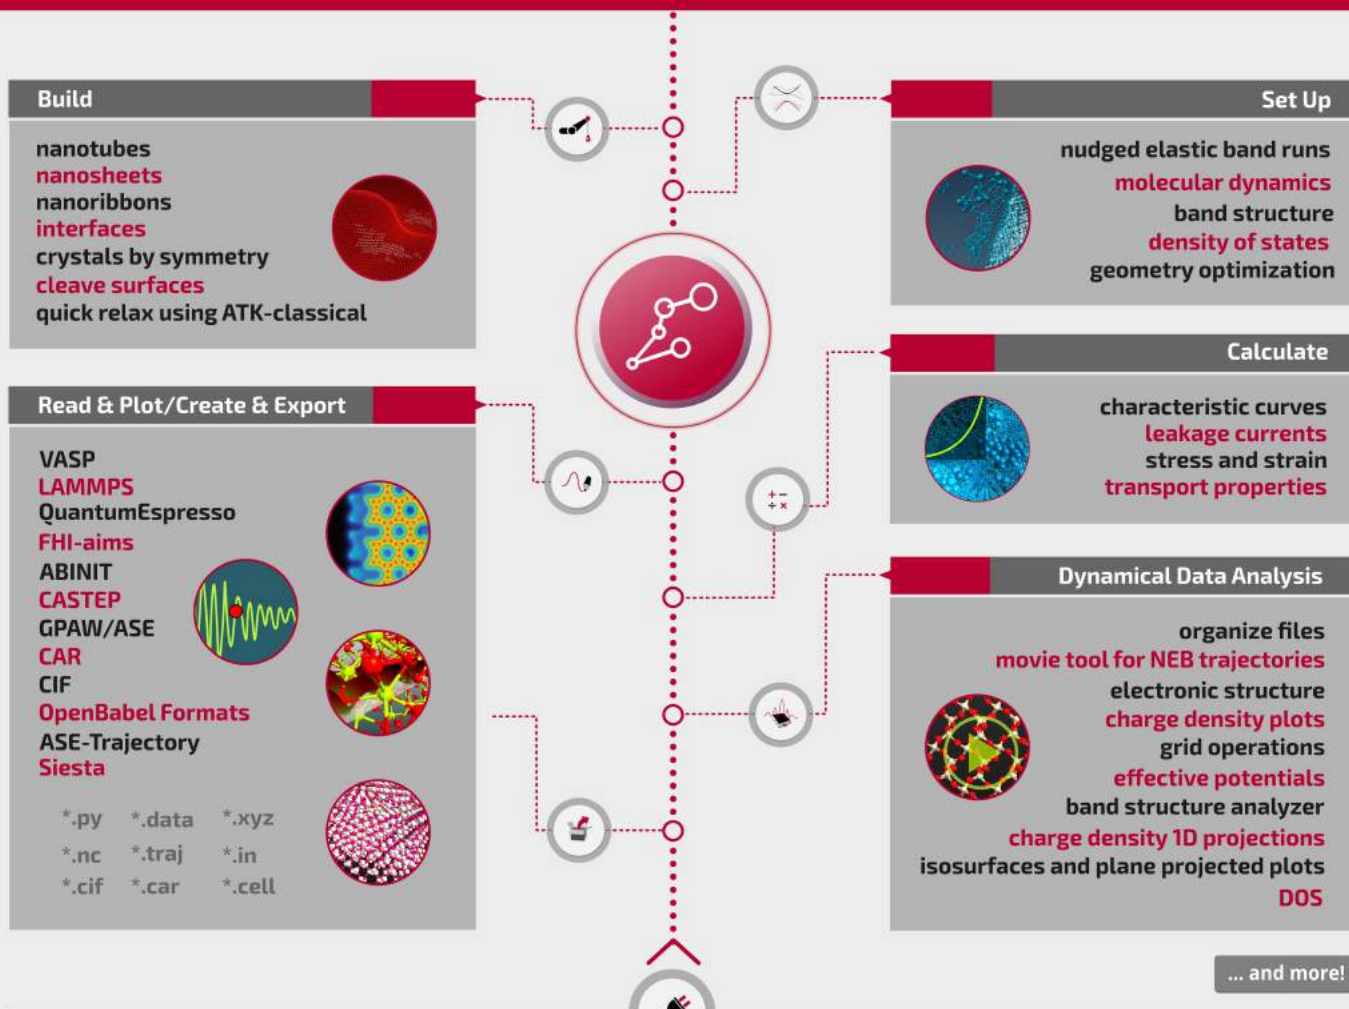 Build
nanotubes
nanosheets
nanoribbons
interfaces
crystals by symmetry
cleave surfaces
quick relax using ATK-classical
Read & Plot/Create & Export
VASP
LAMMPS
QuantumEspresso
FHI-aims
ABINIT
CASTEP
GPAW/ASE
CAR
CIF
OpenBabel Formats
ASE-Trajectory
Siesta
*.py *.data *.xyz
*.nc *.traj *.in
*.cif *.car *.cell
Set Up
nudged elastic band runs
molecular dynamics
band structure
density of states
geometry optimization
Calculate
characteristic curves
leakage currents
stress and strain
transport properties
+ −
÷ ×
Dynamical Data Analysis
organize files
movie tool for NEB trajectories
electronic structure
charge density plots
grid operations
effective potentials
band structure analyzer
charge density 1D projections
isosurfaces and plane projected plots
DOS
... and more!